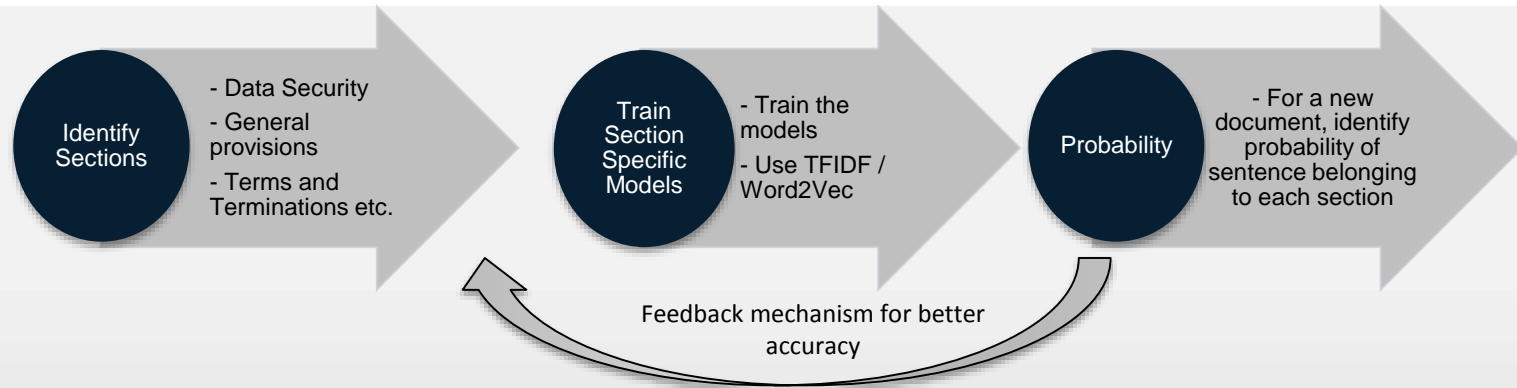 Identify
Sections
- Data Security
- General
provisions
- Terms and
Terminations etc.
Train
Section
Specific
Models
- Train the
models
- Use TFIDF /
Word2Vec
Probability
- For a new
document, identify
probability of
sentence belonging
to each section
Feedback mechanism for better
accuracy